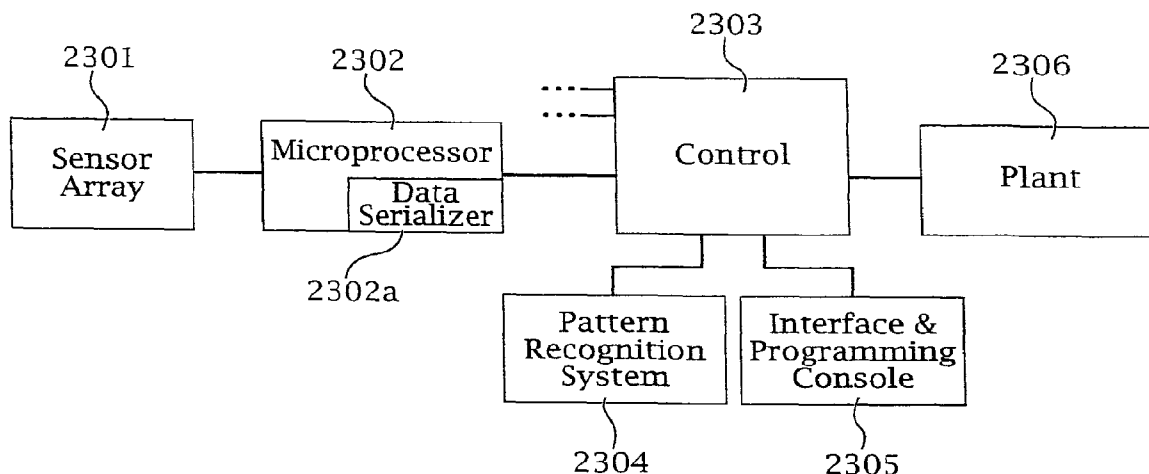 2303
2301
2302
2306
Sensor
Array
Microprocessor
Data
Serializer
Control
Plant
2302a
Pattern
Recognition
System
Interface &
Programming
Console
2304
2305